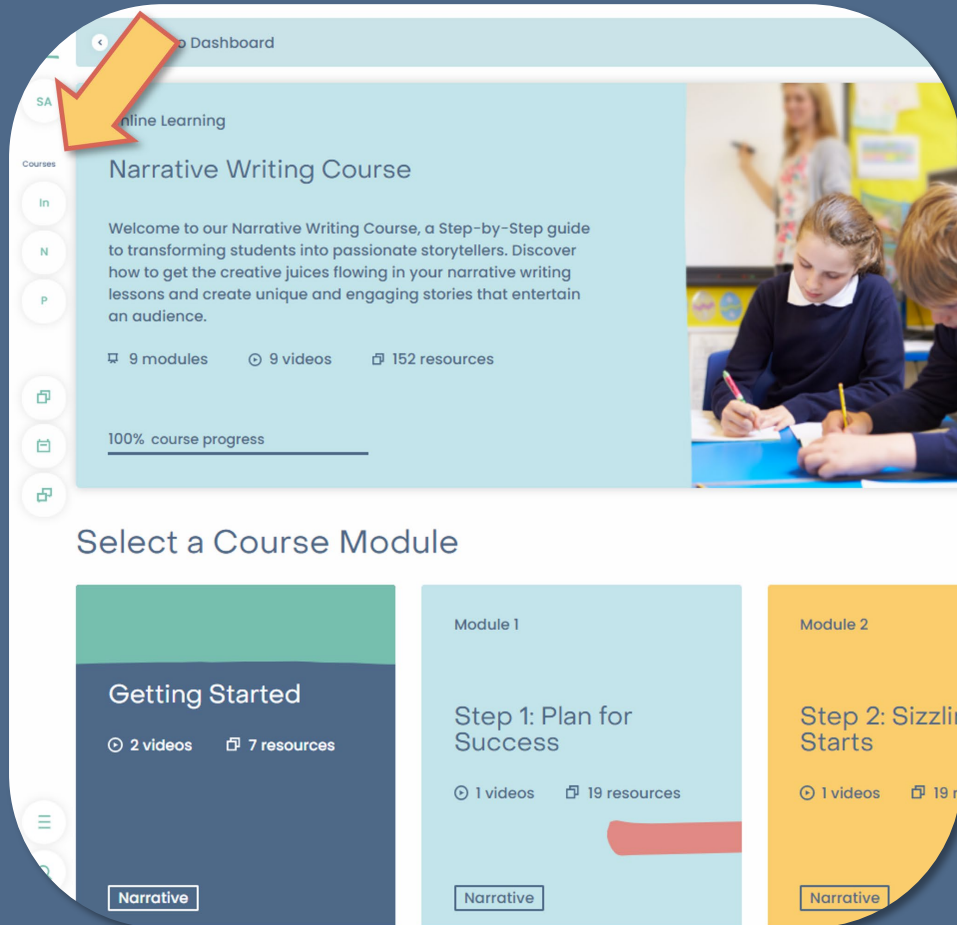 Dashboard
SA
Online Learning
Courses
Narrative Writing Course
In
Welcome to our Narrative Writing Course, a Step-by-Step guide
N
to transforming students into passionate storytellers. Discover
how to get the creative juices flowing in your narrative writing
P
lessons and create unique and engaging stories that entertain
an audience.
9 modules 9 videos 152 resources
100% course progress
Select a Course Module
Getting Started
2 videos 7 resources
Narrative
Module 1
Step 1: Plan for
Success
1 videos 19 resources
Narrative
Module 2
Step 2:
Starts
1 videos 19
Narrative